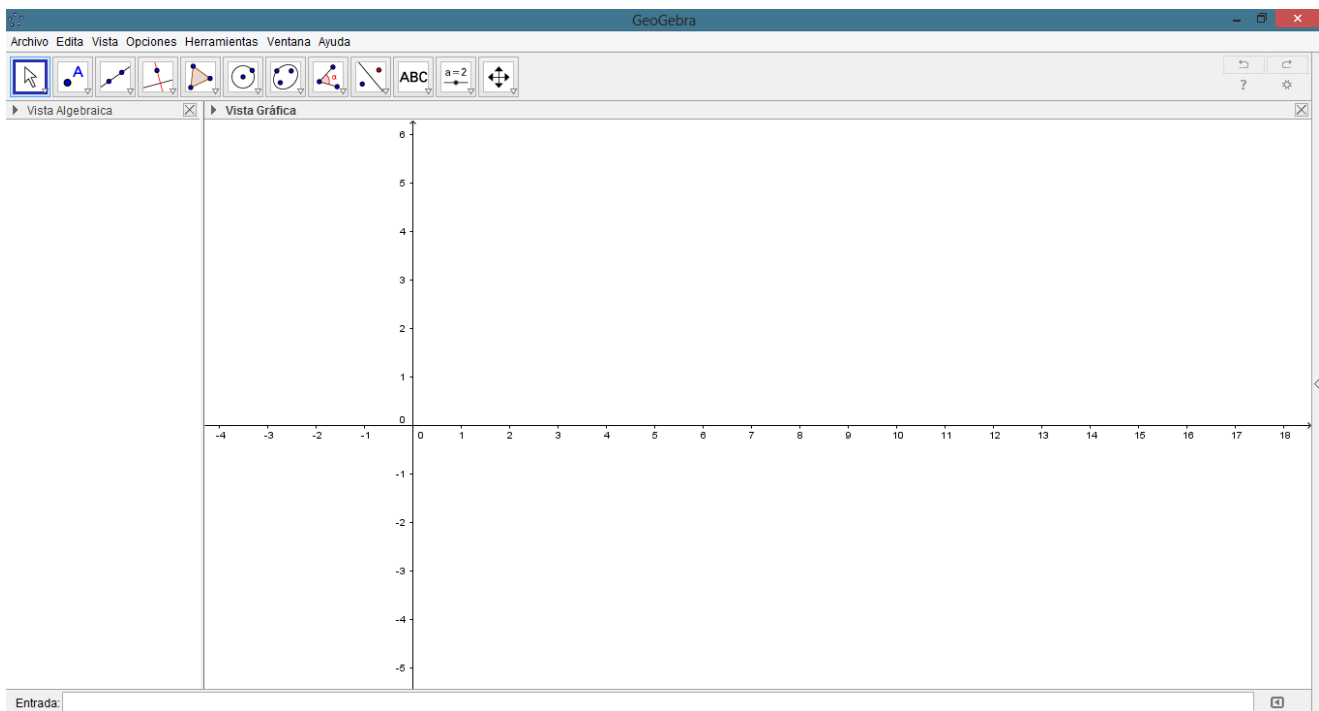 GeoGebra
Archivo Edita Vista Opciones Herramientas Ventana Ayuda
A α ABC a=2
?
Vista Algebraica Vista Gráfica
6
5
4
3
2
1
0
-4 -3 -2 -1 0 1 2 3 4 5 6 7 8 9 10 11 12 13 14 15 16 17 18
-1
-2
-3
-4
-5
Entrada: